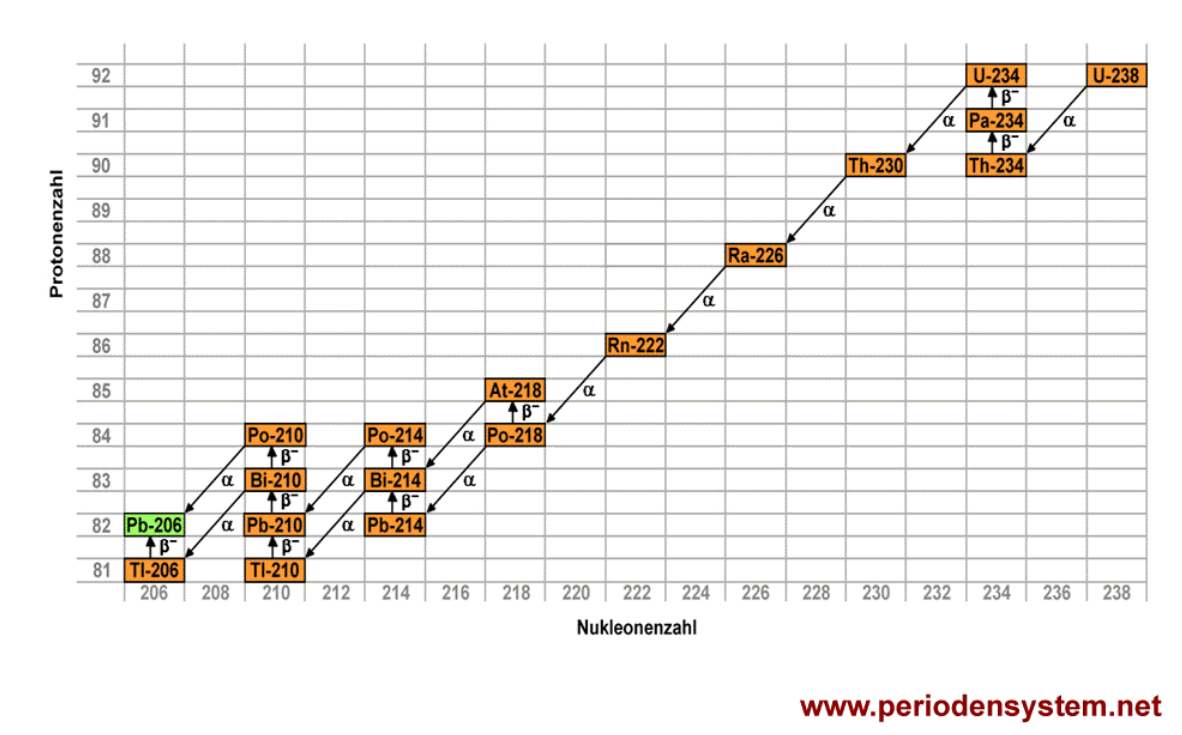 92 U-234 U-238
β⁻
91 α Pa-234 α
β⁻
90 Th-230 Th-234
89 α
88 Ra-226
87 α
86 Rn-222
85 At-218 α
β⁻
84 Po-210 Po-214 α Po-218
β⁻ β⁻
83 α Bi-210 α Bi-214 α
β⁻ β⁻
82 Pb-206 α Pb-210 α Pb-214
β⁻ β⁻
81 Tl-206 Tl-210
206 208 210 212 214 216 218 220 222 224 226 228 230 232 234 236 238
Protonenzahl
Nukleonenzahl
www.periodensystem.net